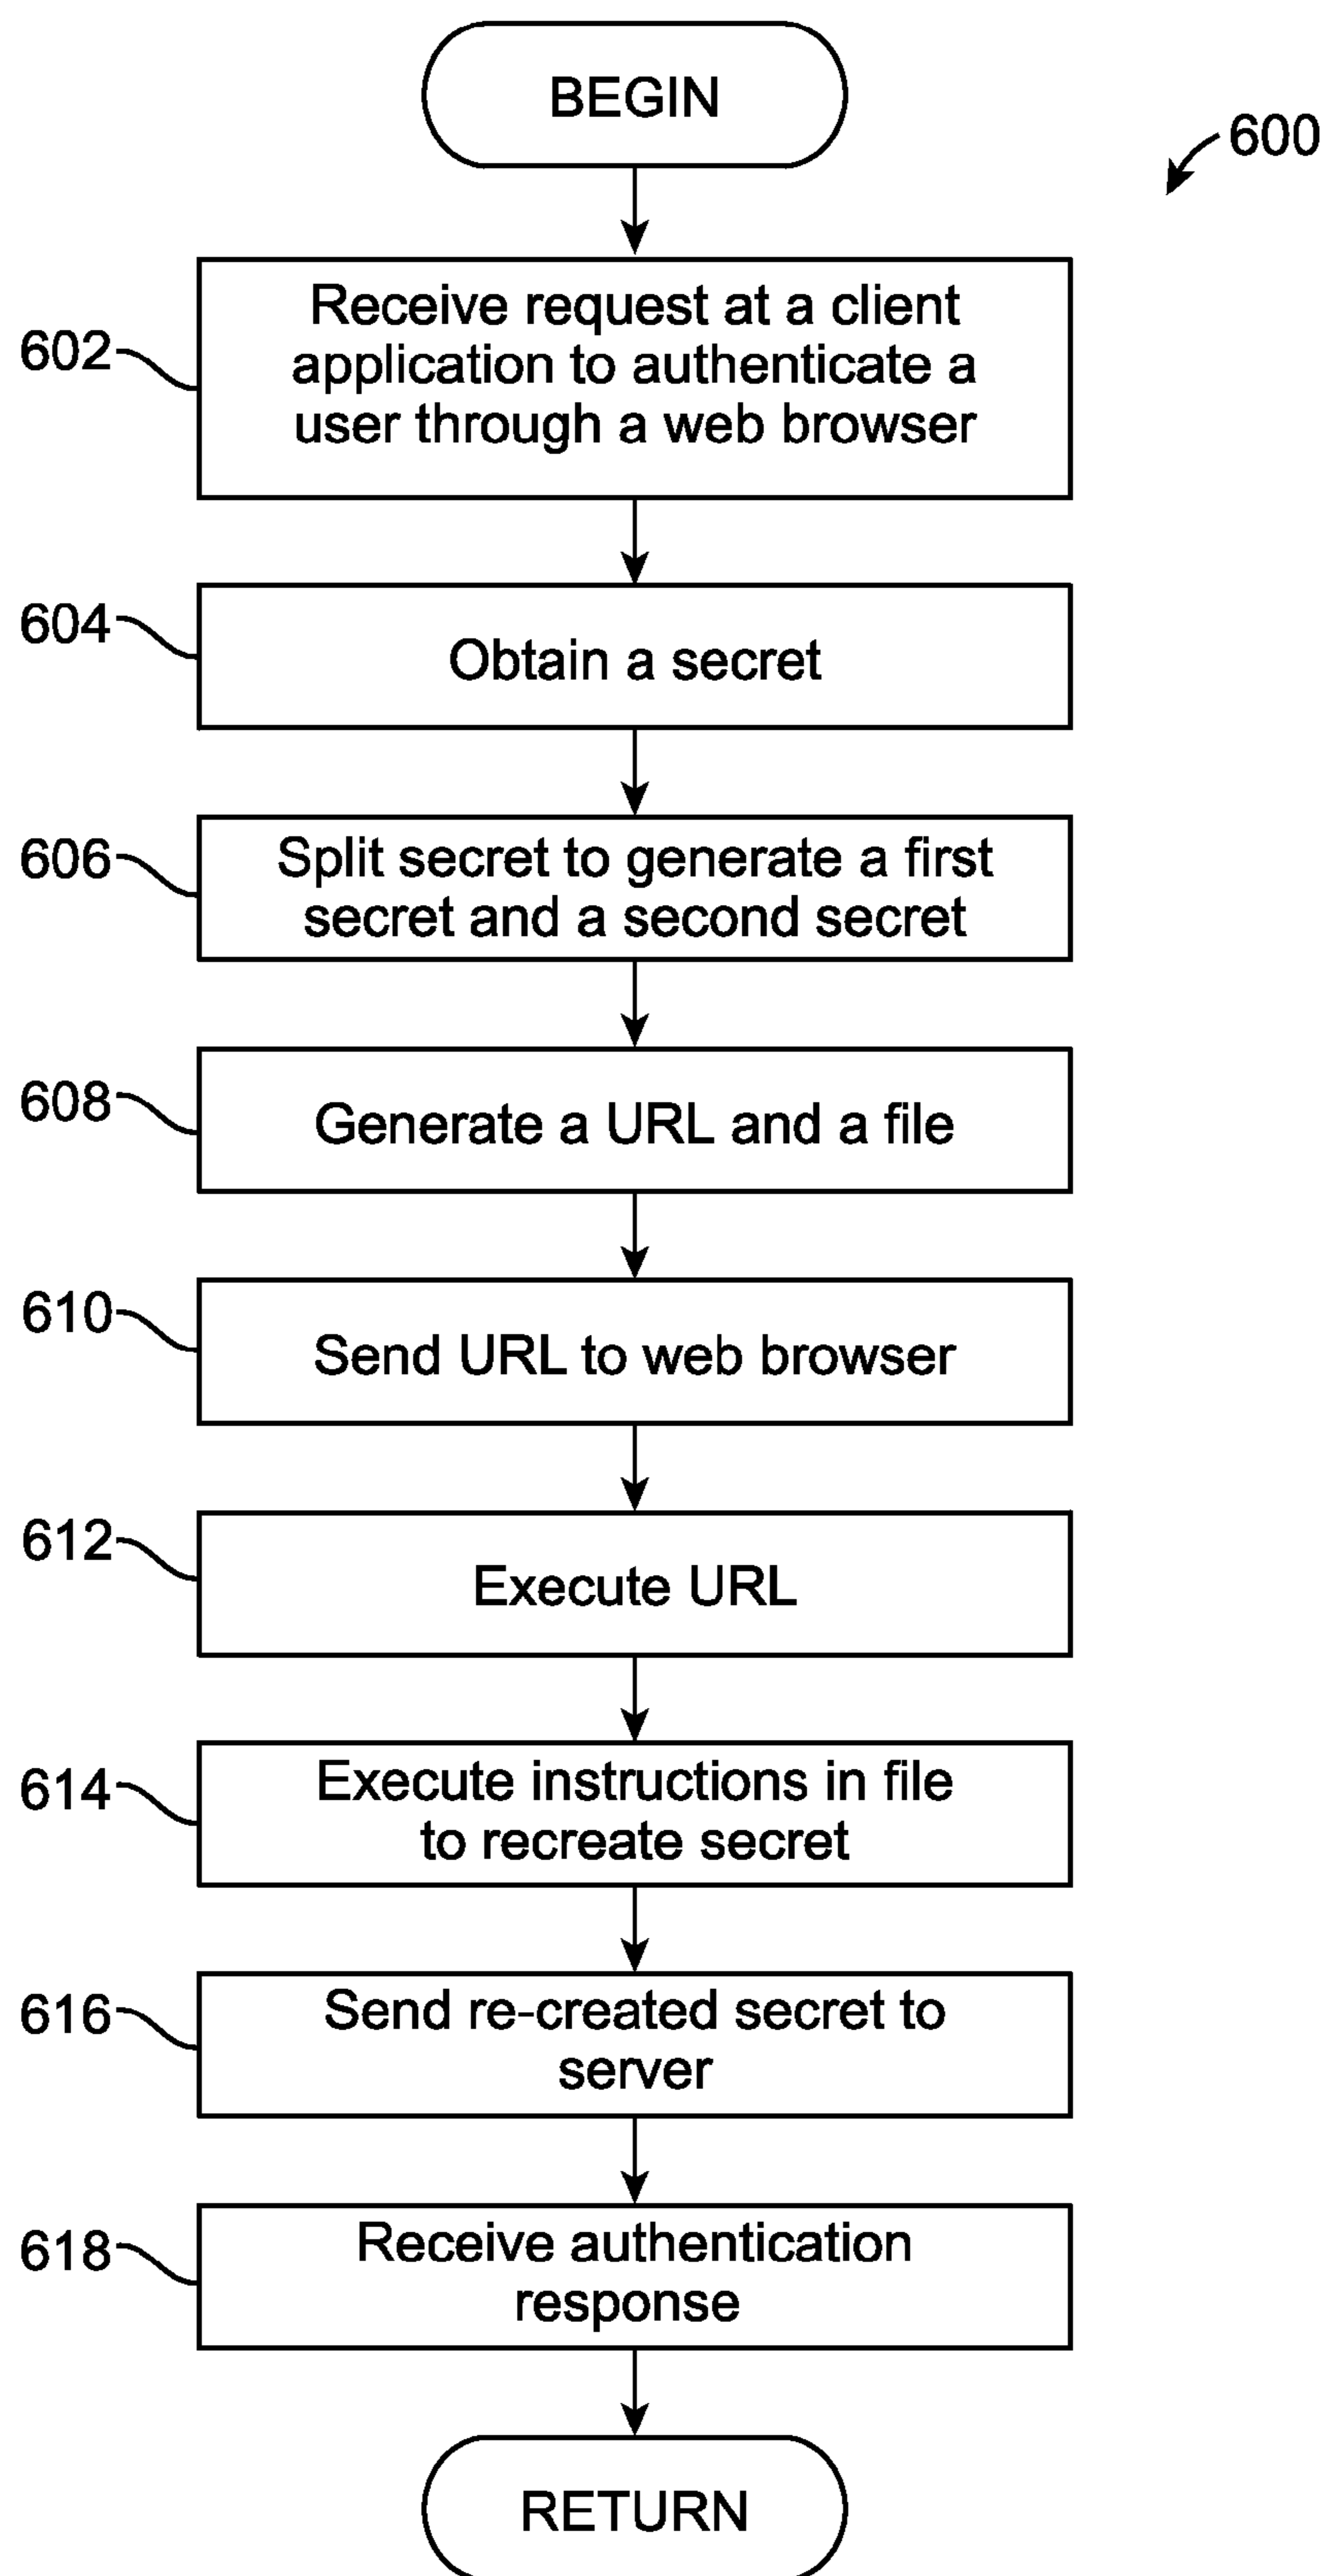 BEGIN
600
602
Receive request at a client
application to authenticate a
user through a web browser
604
Obtain a secret
606
Split secret to generate a first
secret and a second secret
608
Generate a URL and a file
610
Send URL to web browser
612
Execute URL
614
Execute instructions in file
to recreate secret
616
Send re-created secret to
server
618
Receive authentication
response
RETURN